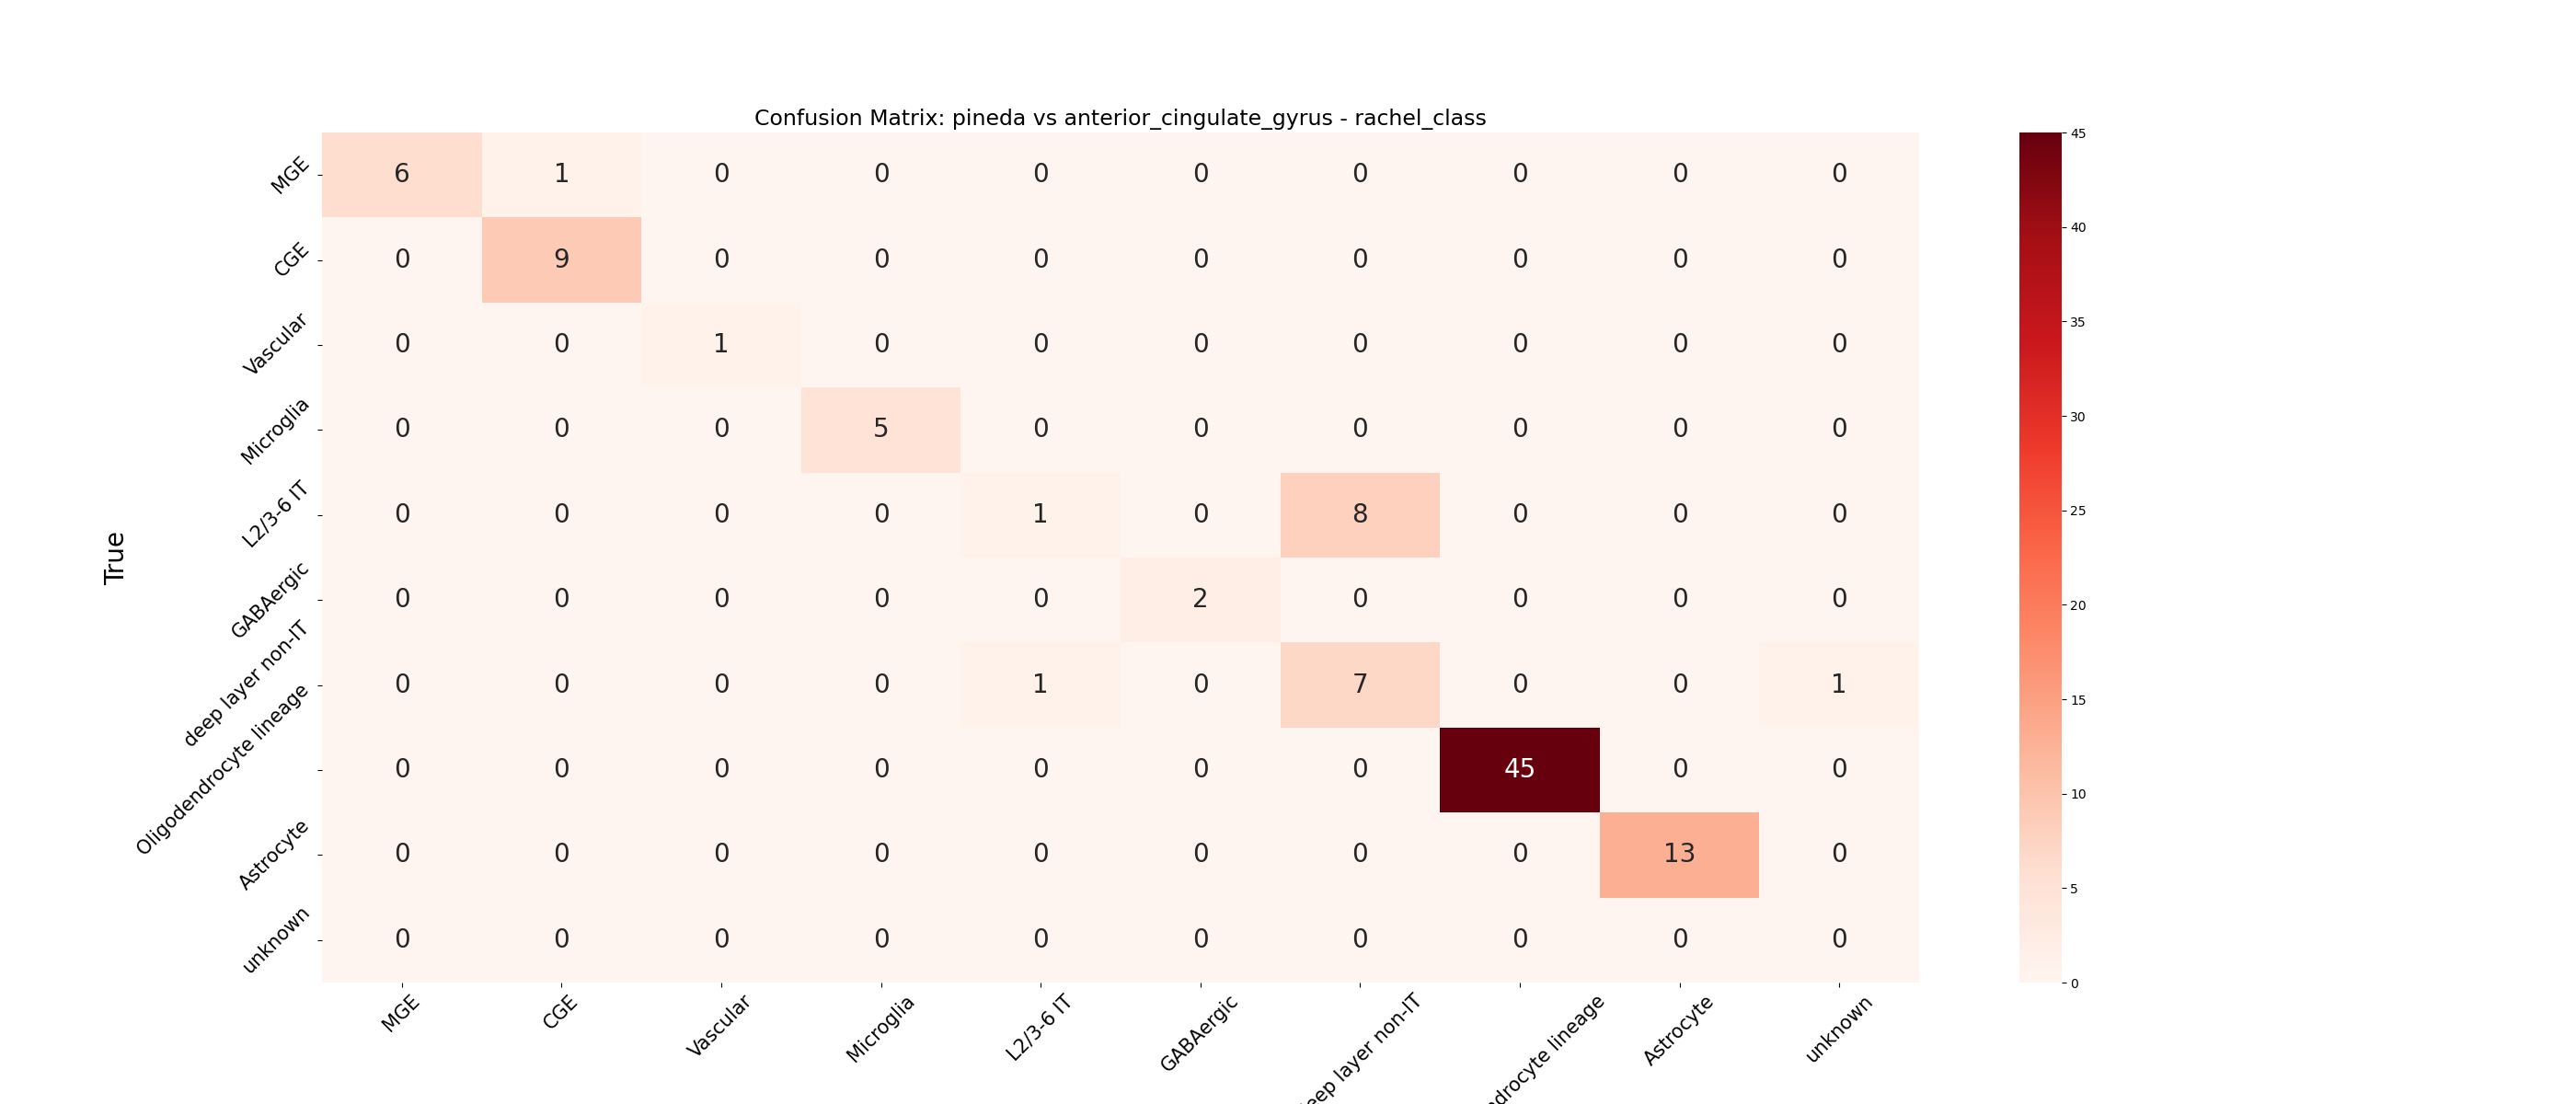 Confusion Matrix: pineda vs anterior_cingulate_gyrus - rachel_class
True
MGE 6 1 0 0 0 0 0 0 0 0
CGE 0 9 0 0 0 0 0 0 0 0
Vascular 0 0 1 0 0 0 0 0 0 0
Microglia 0 0 0 5 0 0 0 0 0 0
L2/3-6 IT 0 0 0 0 1 0 8 0 0 0
GABAergic 0 0 0 0 0 2 0 0 0 0
deep layer non-IT 0 0 0 0 1 0 7 0 0 1
Oligodendrocyte lineage 0 0 0 0 0 0 0 45 0 0
Astrocyte 0 0 0 0 0 0 0 0 13 0
unknown 0 0 0 0 0 0 0 0 0 0
MGE CGE Vascular Microglia L2/3-6 IT GABAergic eep layer non-IT ndrocyte lineage Astrocyte unknown
45
40
35
30
25
20
15
10
5
0